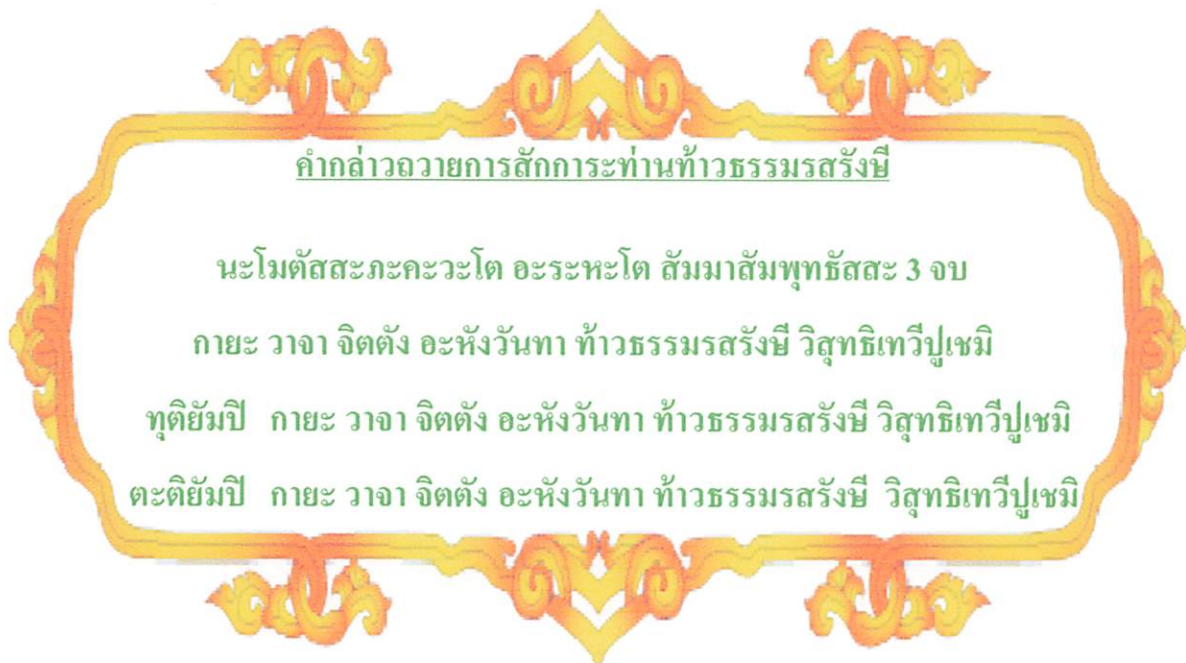 คำกล่าวถวายการสักการะท่านท้าวธรรมรสรังษี
นะโมตัสสะภะคะวะโต อะระหะโต สัมมาสัมพุทธัสสะ 3 จบ
กายะ วาจา จิตตัง อะหังวันทา ท้าวธรรมรสรังษี วิสุทธิเทวีปูเชมิ
ทุติยัมปี กายะ วาจา จิตตัง อะหังวันทา ท้าวธรรมรสรังษี วิสุทธิเทวีปูเชมิ
ตะติยัมปี กายะ วาจา จิตตัง อะหังวันทา ท้าวธรรมรสรังษี วิสุทธิเทวีปูเชมิ